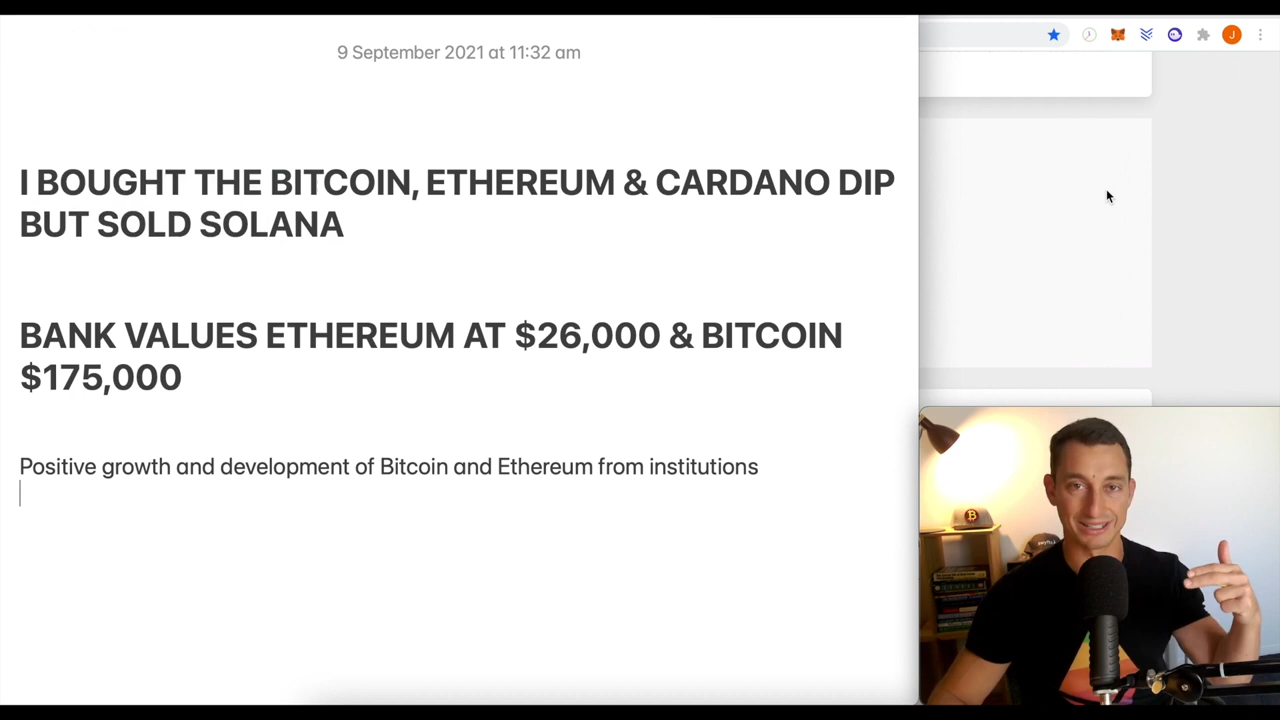 9 September 2021 at 11:32 am
J
I BOUGHT THE BITCOIN, ETHEREUM & CARDANO DIP
BUT SOLD SOLANA
BANK VALUES ETHEREUM AT $26,000 & BITCOIN
$175,000
Positive growth and development of Bitcoin and Ethereum from institutions